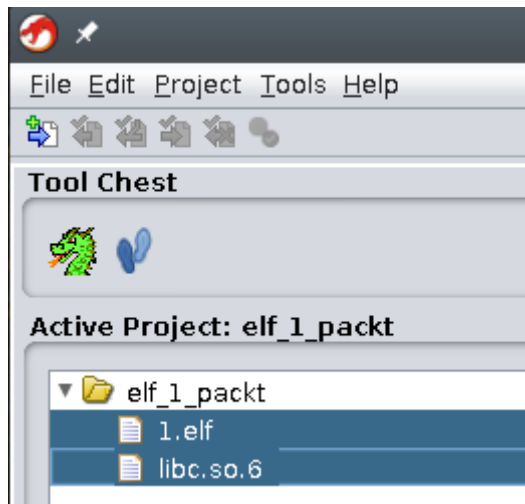 File Edit Project Tools Help
Tool Chest
Active Project: elf_1_packt
elf_1_packt
1.elf
libc.so.6